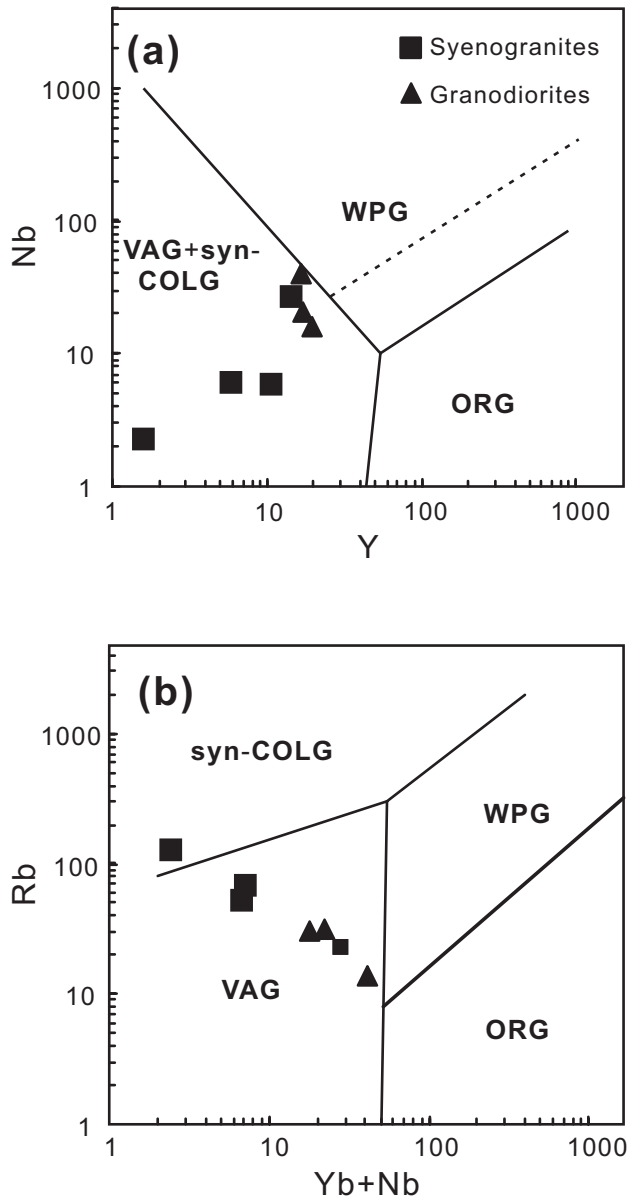 (a)
Syenogranites
Granodiorites
1000
100
10
1
Nb
WPG
VAG+syn-
COLG
ORG
1 10 100 1000
Y
(b)
syn-COLG
1000
100
10
1
Rb
WPG
VAG
ORG
1 10 100 1000
Yb+Nb